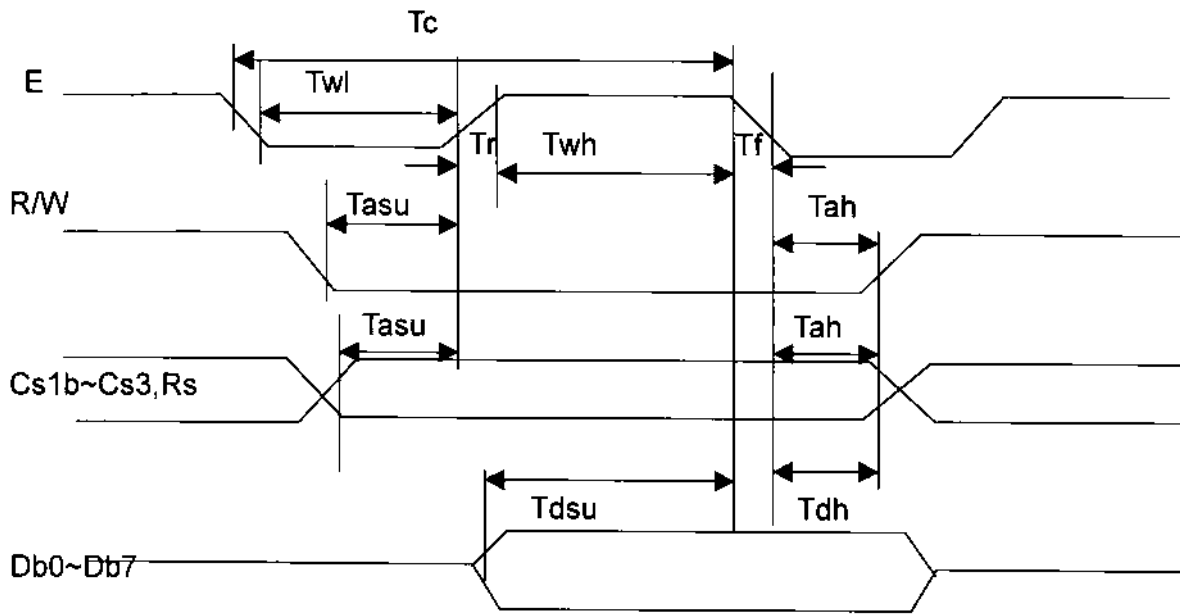 Tc
E
Twl
Tr Twh Tf
R/W
Tasu Tah
Tasu Tah
Cs1b~Cs3,Rs
Tdsu Tdh
Db0~Db7